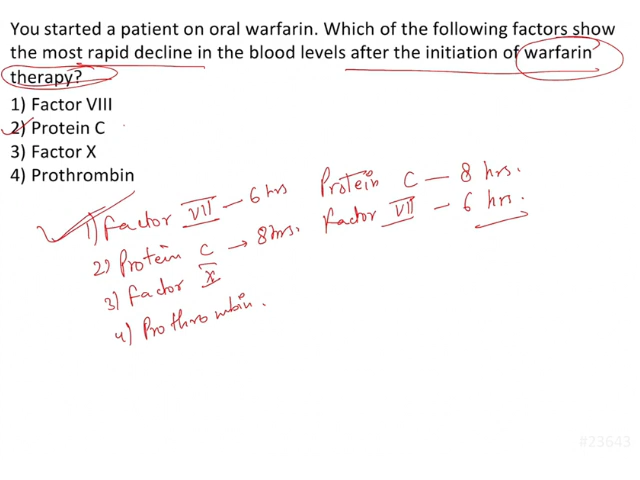 You started a patient on oral warfarin. Which of the following factors show
the most rapid decline in the blood levels after the initiation of warfarin
therapy?
1) Factor VIII
2) Protein C
3) Factor X
4) Prothrombin
1) Factor VII - 6 hrs
2) Protein C → 8 hrs.
3) Factor X
4) Prothrombin.
Protein C - 8 hrs.
Factor VII - 6 hrs.
#23643